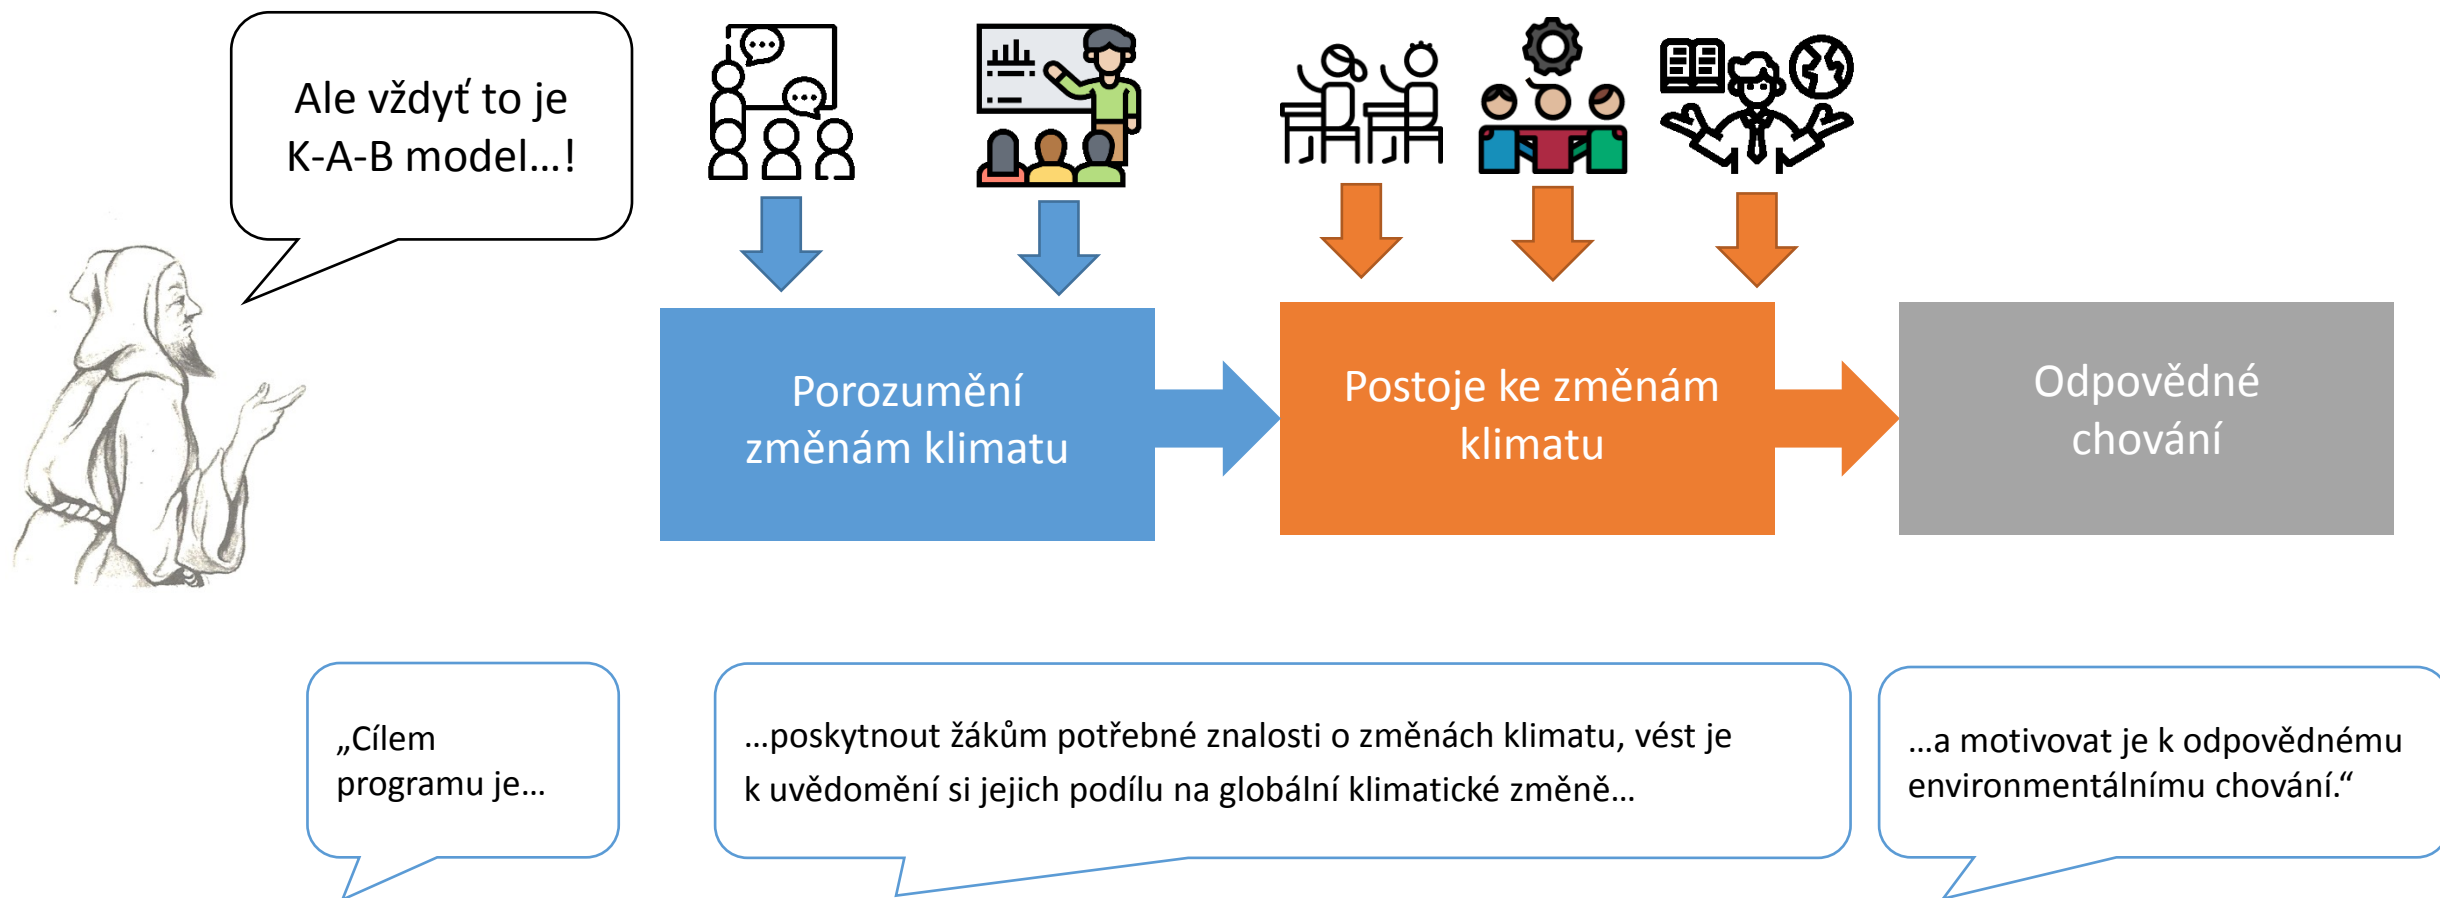 Ale vždyť to je
K-A-B model…!
Porozumění
změnám klimatu
Postoje ke změnám
klimatu
Odpovědné
chování
„Cílem
programu je…
…poskytnout žákům potřebné znalosti o změnách klimatu, vést je
k uvědomění si jejich podílu na globální klimatické změně…
…a motivovat je k odpovědnému
environmentálnímu chování.“